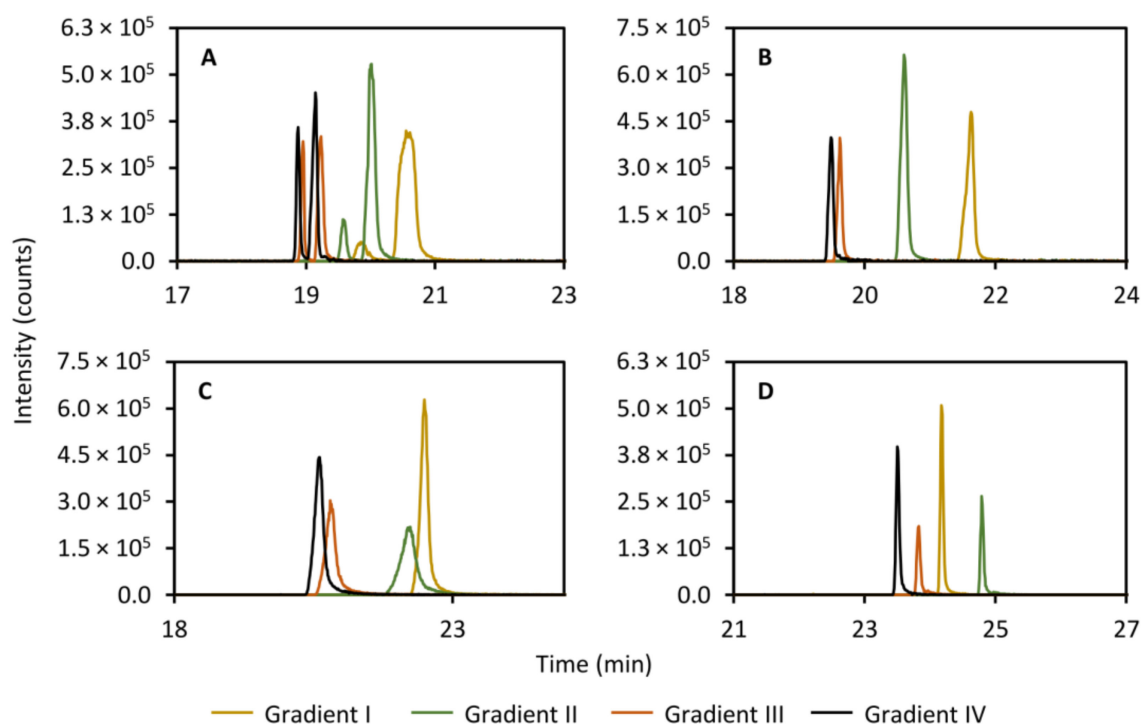 Intensity (counts)
A
6.3 × 10⁵
5.0 × 10⁵
3.8 × 10⁵
2.5 × 10⁵
1.3 × 10⁵
0.0
17 19 21 23
B
7.5 × 10⁵
6.0 × 10⁵
4.5 × 10⁵
3.0 × 10⁵
1.5 × 10⁵
0.0
18 20 22 24
C
7.5 × 10⁵
6.0 × 10⁵
4.5 × 10⁵
3.0 × 10⁵
1.5 × 10⁵
0.0
18 23
D
6.3 × 10⁵
5.0 × 10⁵
3.8 × 10⁵
2.5 × 10⁵
1.3 × 10⁵
0.0
21 23 25 27
Time (min)
Gradient I Gradient II Gradient III Gradient IV